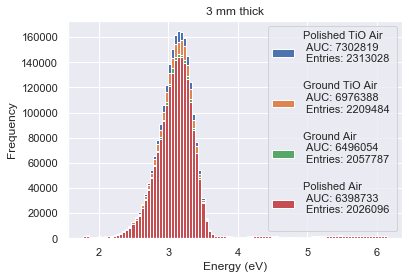 3 mm thick
160000
140000
120000
100000
80000
60000
40000
20000
0
Frequency
2
3
4
5
6
Energy (eV)
Polished TiO Air
AUC: 7302819
Entries: 2313028
Ground TiO Air
AUC: 6976388
Entries: 2209484
Ground Air
AUC: 6496054
Entries: 2057787
Polished Air
AUC: 6398733
Entries: 2026096